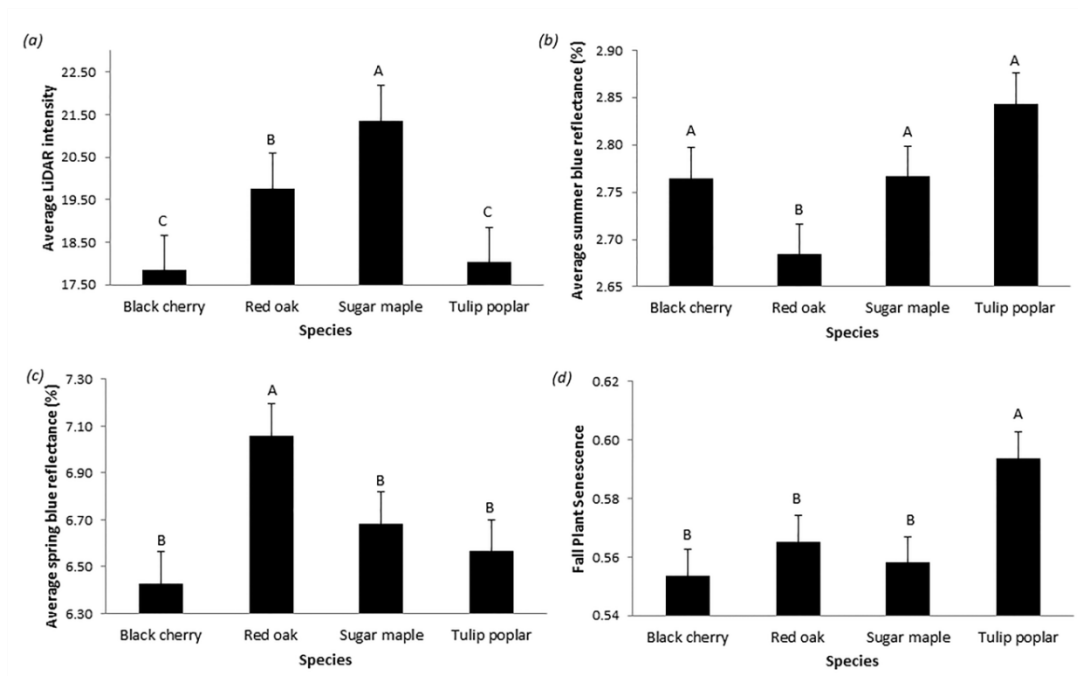 (a)
Average LiDAR intensity
22.50
21.50
20.50
19.50
18.50
17.50
C
B
A
C
Black cherry Red oak Sugar maple Tulip poplar
Species
(b)
Average summer blue reflectance (%)
2.90
2.85
2.80
2.75
2.70
2.65
A
B
A
A
Black cherry Red oak Sugar maple Tulip poplar
Species
(c)
Average spring blue reflectance (%)
7.30
7.10
6.90
6.70
6.50
6.30
B
A
B
B
Black cherry Red oak Sugar maple Tulip poplar
Species
(d)
Fall Plant Senescence
0.62
0.60
0.58
0.56
0.54
B
B
B
A
Black cherry Red oak Sugar maple Tulip poplar
Species